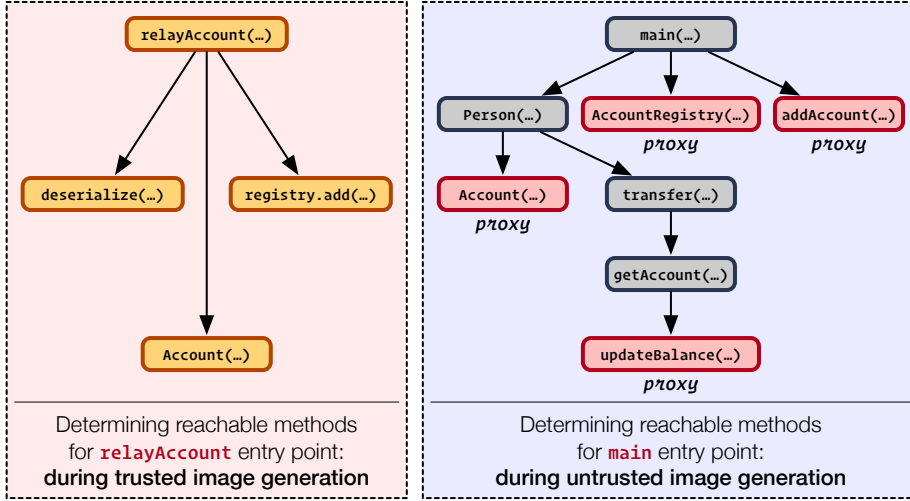 relayAccount(…)
deserialize(…)
registry.add(…)
Account(…)
Determining reachable methods
for relayAccount entry point:
during trusted image generation
main(…)
Person(…)
AccountRegistry(…)
addAccount(…)
proxy
proxy
Account(…)
transfer(…)
proxy
getAccount(…)
updateBalance(…)
proxy
Determining reachable methods
for main entry point:
during untrusted image generation